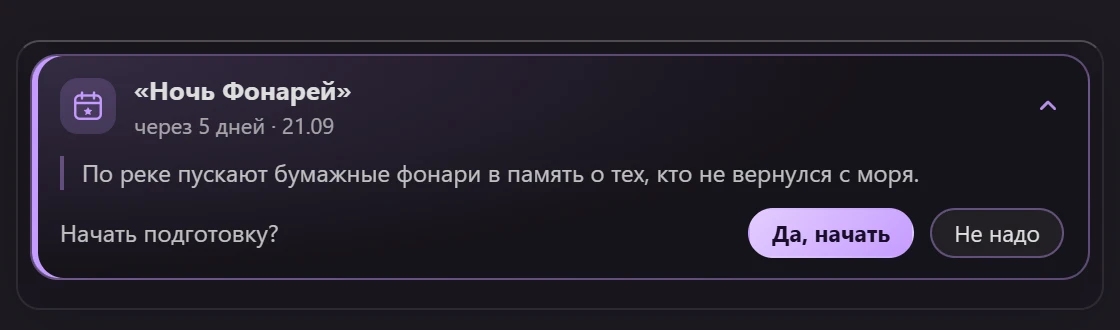 «Ночь Фонарей»
через 5 дней · 21.09
По реке пускают бумажные фонари в память о тех, кто не вернулся с моря.
Начать подготовку?
Да, начать
Не надо